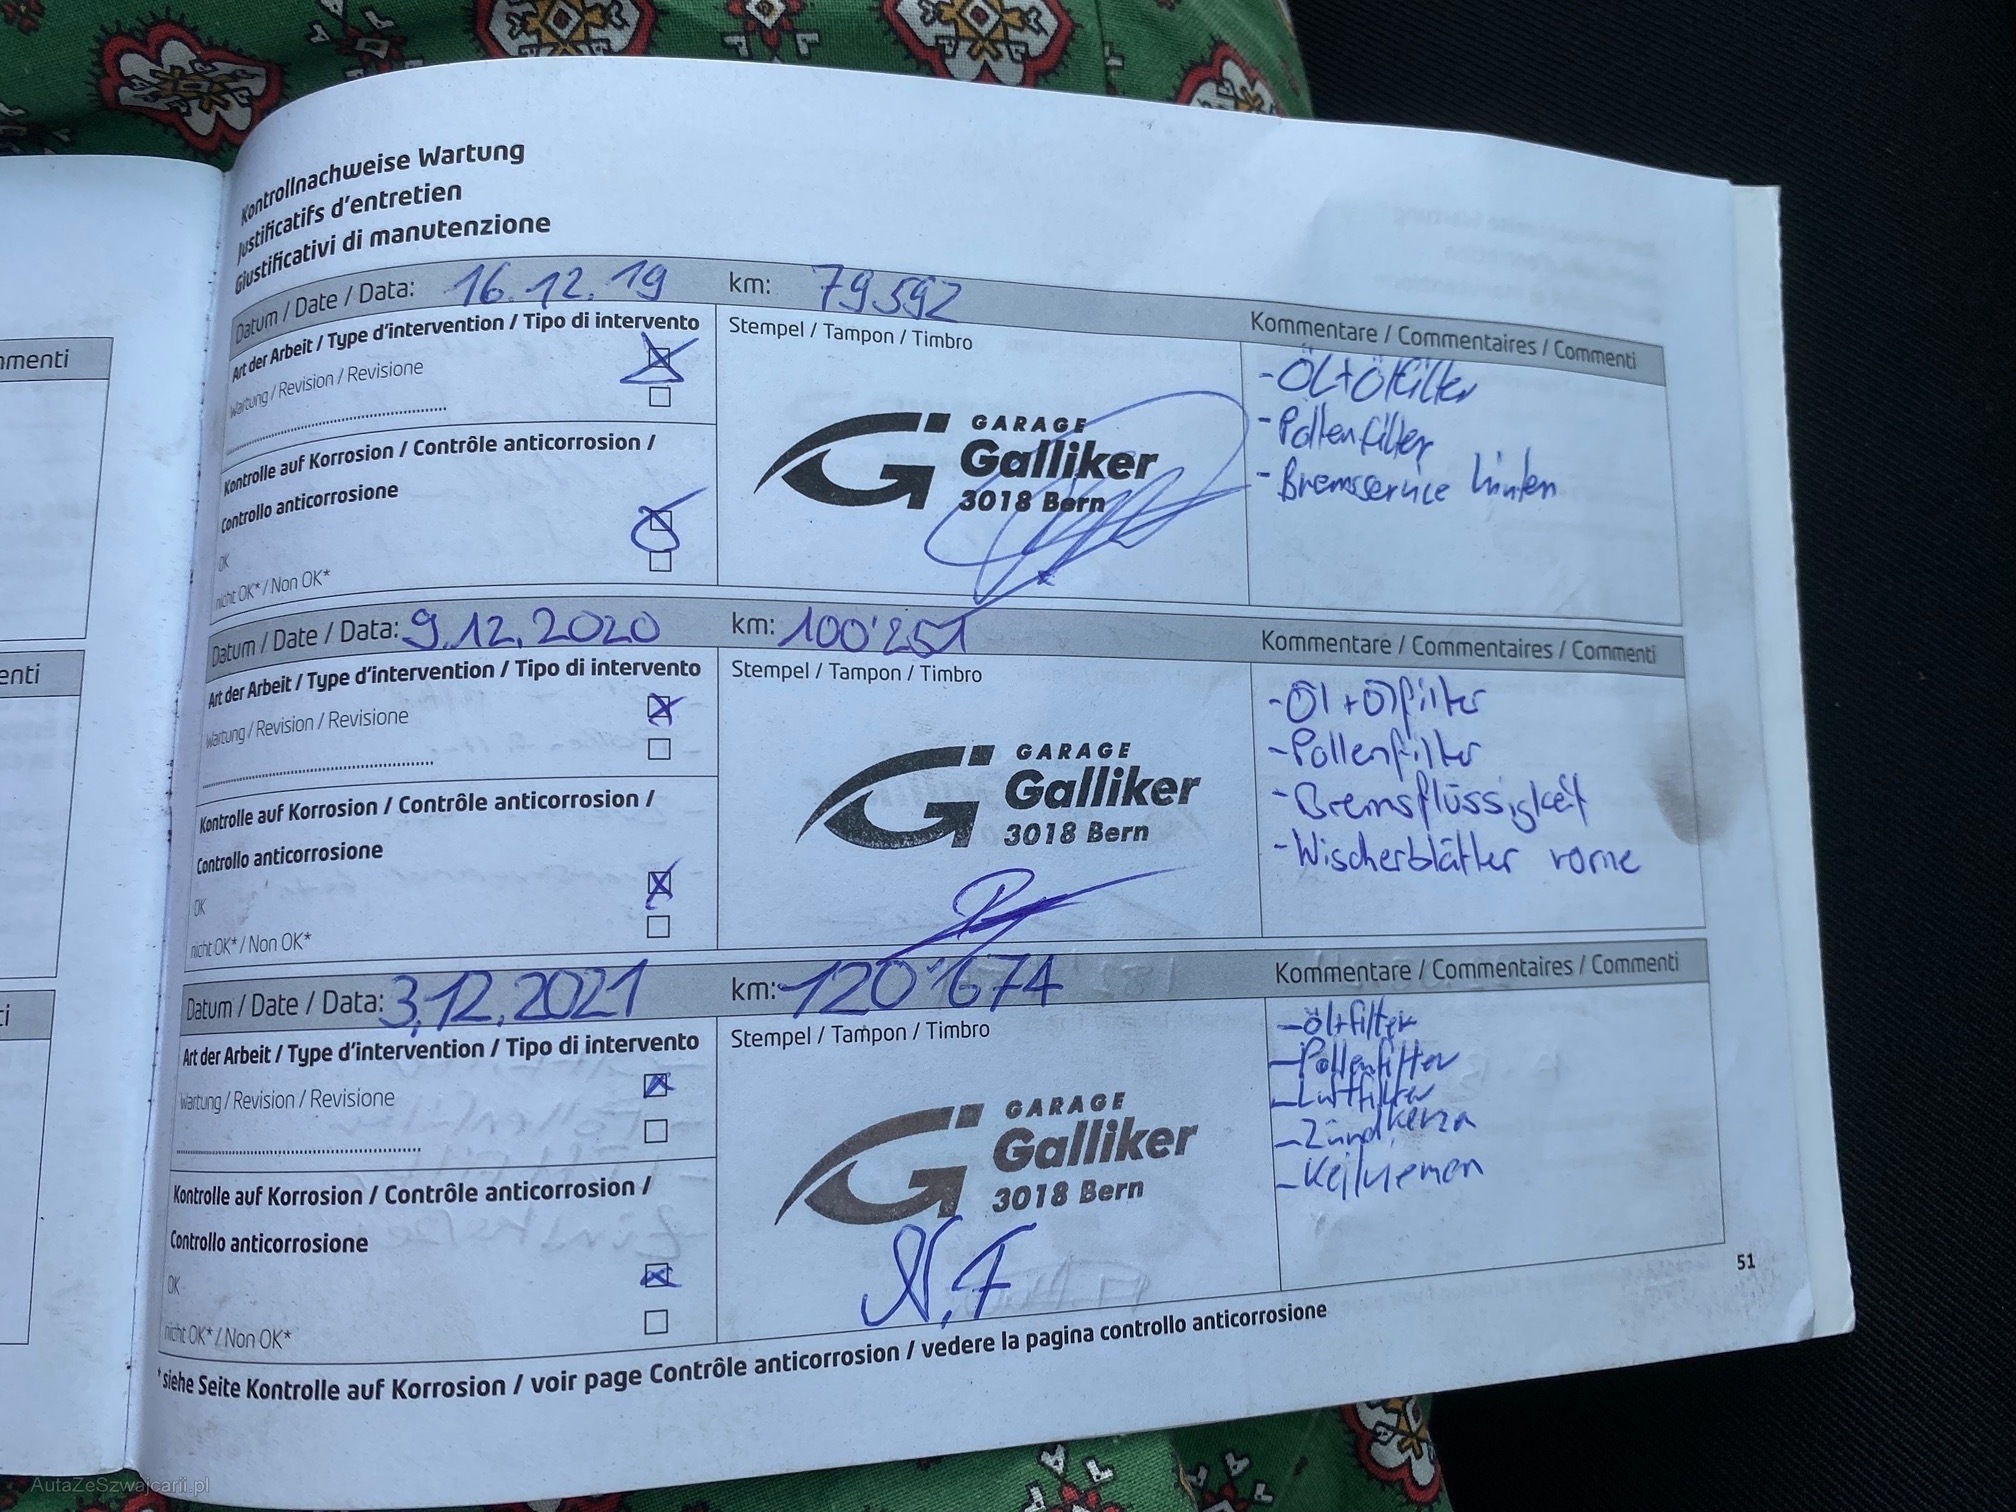 mmenti
enti
ti
Kontrollnachweise Wartung
Justificatifs d'entretien
Giustificativi di manutenzione
Datum / Date / Data: 16.12.19 km: 79592
Kommentare / Commentaires / Commenti
Art der Arbeit / Type d'intervention / Tipo di intervento
Stempel / Tampon / Timbro
Wartung / Revision / Revisione
Kontrolle auf Korrosion / Contrôle anticorrosion /
Controllo anticorrosione
OK
nicht OK* / Non OK*
GARAGE
Galliker
3018 Bern
- Öl + Ölfilter
- Pollenfilter
- Bremsservice hinten
Datum / Date / Data: 9.12.2020 km: 100'251
Kommentare / Commentaires / Commenti
Art der Arbeit / Type d'intervention / Tipo di intervento
Stempel / Tampon / Timbro
Wartung / Revision / Revisione
Kontrolle auf Korrosion / Contrôle anticorrosion /
Controllo anticorrosione
OK
nicht OK* / Non OK*
GARAGE
Galliker
3018 Bern
- Öl + Ölfilter
- Pollenfilter
- Bremsflüssigkeit
- Wischerblätter vorne
Datum / Date / Data: 3.12.2021 km: 120'674
Kommentare / Commentaires / Commenti
Art der Arbeit / Type d'intervention / Tipo di intervento
Stempel / Tampon / Timbro
Wartung / Revision / Revisione
Kontrolle auf Korrosion / Contrôle anticorrosion /
Controllo anticorrosione
OK
nicht OK* / Non OK*
GARAGE
Galliker
3018 Bern
N.F
- Öl+filter
- Pollenfilter
- Luftfilter
- Zündkerza
- Keilriemen
51
*siehe Seite Kontrolle auf Korrosion / voir page Contrôle anticorrosion / vedere la pagina controllo anticorrosione
AutaZeSzwajcarii.pl